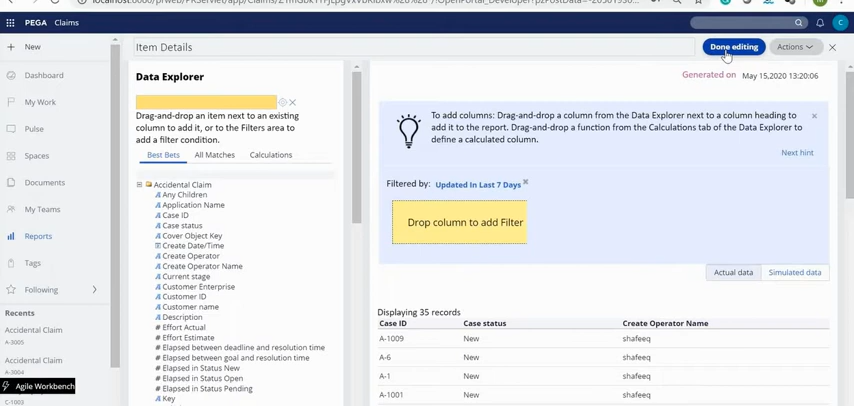 PEGA Claims
C
New
Item Details
Done editing
Actions
Dashboard
My Work
Pulse
Spaces
Documents
My Teams
Reports
Tags
Following
Recents
Accidental Claim
A-3005
Accidental Claim
A-3004
Agile Workbench
C-1003
Data Explorer
Drag-and-drop an item next to an existing
column to add it, or to the Filters area to
add a filter condition.
Best Bets All Matches Calculations
Accidental Claim
Any Children
Application Name
Case ID
Case status
Cover Object Key
Create Date/Time
Create Operator
Create Operator Name
Current stage
Customer Enterprise
Customer ID
Customer name
Description
# Effort Actual
# Effort Estimate
# Elapsed between deadline and resolution time
# Elapsed between goal and resolution time
# Elapsed in Status New
# Elapsed in Status Open
# Elapsed in Status Pending
Key
Generated on May 15,2020 13:20:06
To add columns: Drag-and-drop a column from the Data Explorer next to a column heading to
add it to the report. Drag-and-drop a function from the Calculations tab of the Data Explorer to
define a calculated column.
Next hint
Filtered by: Updated In Last 7 Days
Drop column to add Filter
Actual data Simulated data
Displaying 35 records
Case ID Case status Create Operator Name
A-1009 New shafeeq
A-6 New shafeeq
A-1 New shafeeq
A-1001 New shafeeq